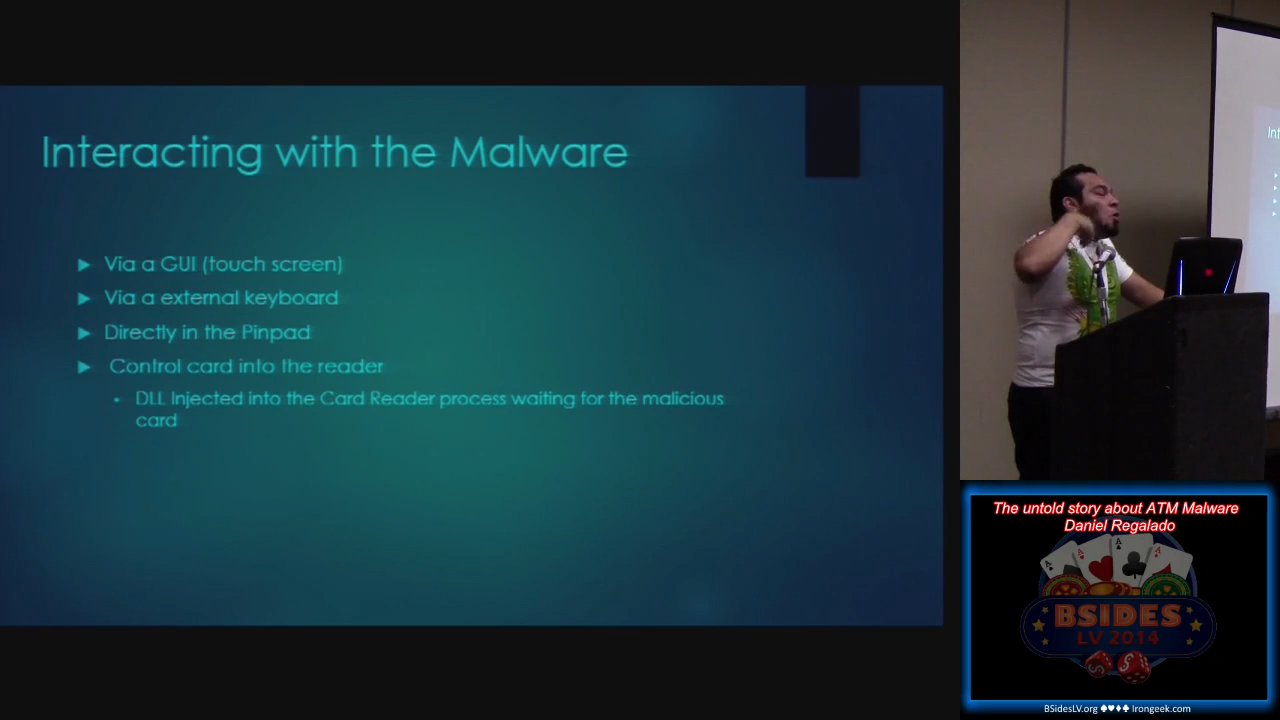 Interacting with the Malware
Via a GUI (touch screen)
Via a external keyboard
Directly in the Pinpad
Control card into the reader
DLL Injected into the Card Reader process waiting for the malicious
card
Int
The untold story about ATM Malware
Daniel Regalado
A
A
A
A
BSIDES
LV 2014
S
S
BSidesLV.org ♠♥♦♣ Irongeek.com